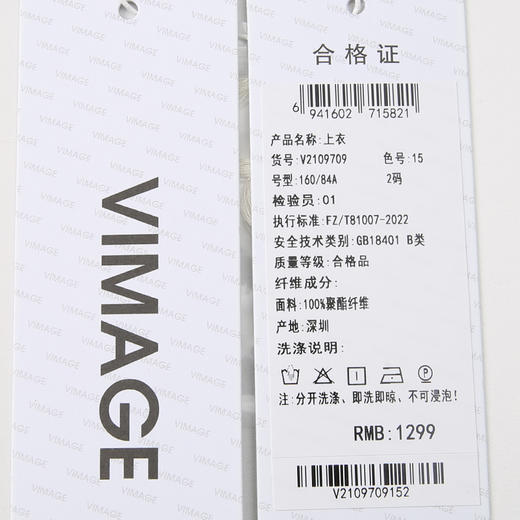 VIMAGE
合格证
6 941602 715821
产品名称:上衣
货号:V2109709 色号:15
号型:160/84A 2码
检验员:01
执行标准:FZ/T81007-2022
安全技术类别:GB18401 B类
质量等级:合格品
纤维成分:
面料:100%聚酯纤维
产地:深圳
洗涤说明:
注:分开洗涤、即洗即晾、不可浸泡!
RMB:1299
V2109709152